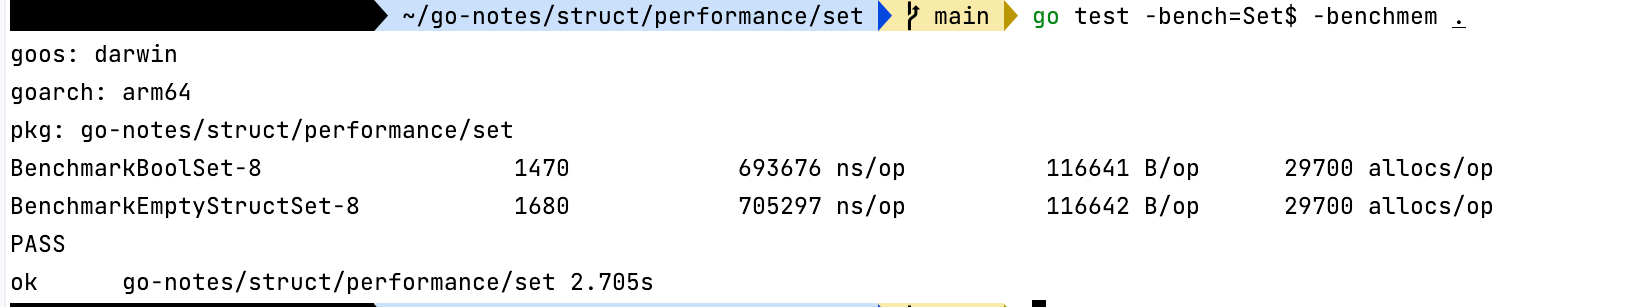 ~/go-notes/struct/performance/set main go test -bench=Set$ -benchmem .
goos: darwin
goarch: arm64
pkg: go-notes/struct/performance/set
BenchmarkBoolSet-8 1470 693676 ns/op 116641 B/op 29700 allocs/op
BenchmarkEmptyStructSet-8 1680 705297 ns/op 116642 B/op 29700 allocs/op
PASS
ok go-notes/struct/performance/set 2.705s